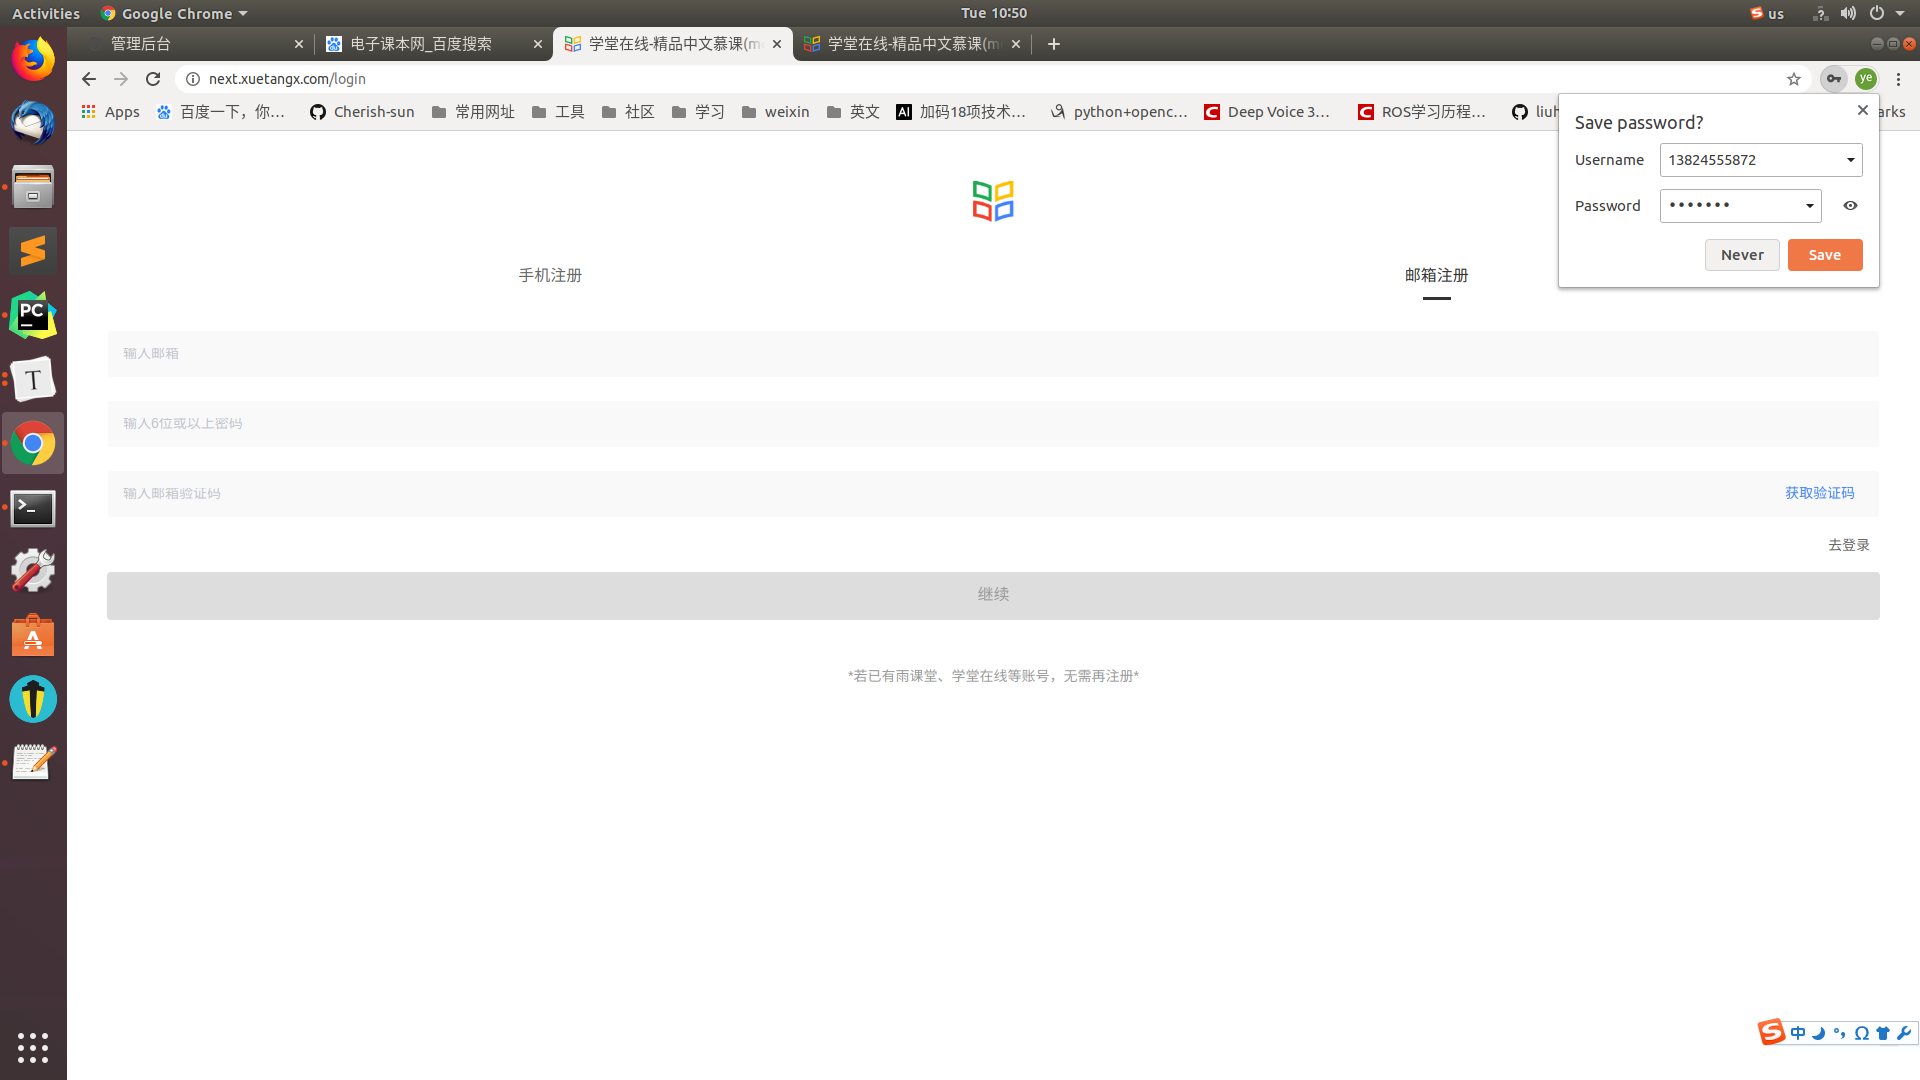 Activities Google Chrome Tue 10:50 us
管理后台 电子课本网_百度搜索 学堂在线-精品中文慕课(m 学堂在线-精品中文慕课(m
next.xuetangx.com/login ye
Apps 百度一下，你… Cherish-sun 常用网址 工具 社区 学习 weixin 英文 加码18项技术… python+openc… Deep Voice 3… ROS学习历程… liuh arks
Save password?
Username 13824555872
Password •••••••
Never Save
手机注册 邮箱注册
输入邮箱
输入6位或以上密码
输入邮箱验证码 获取验证码
去登录
继续
*若已有雨课堂、学堂在线等账号，无需再注册*
中